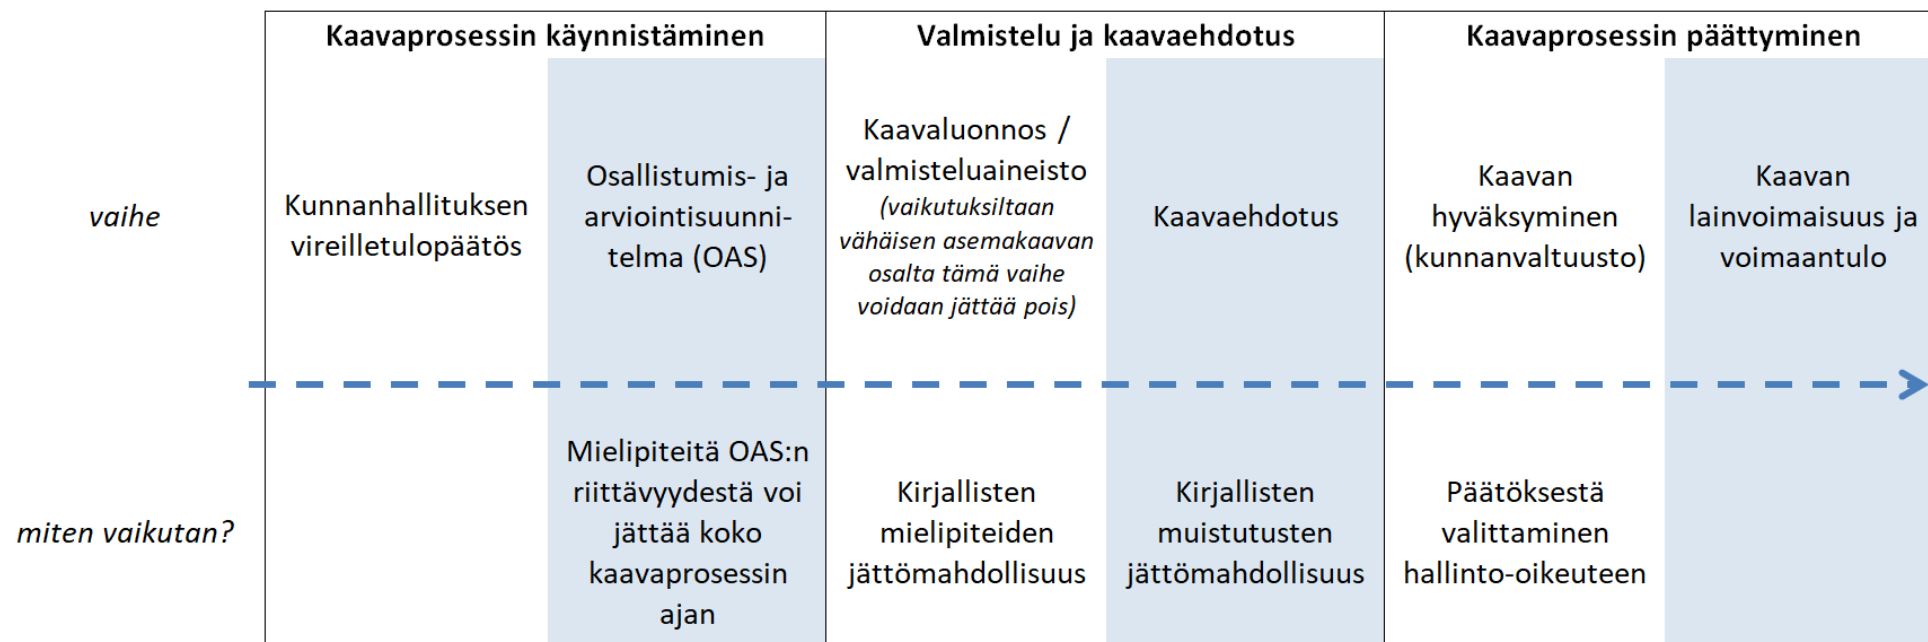 Kaavaprosessin käynnistäminen
Valmistelu ja kaavaehdotus
Kaavaprosessin päättyminen
vaihe
Kunnanhallituksen
vireilletulopäätös
Osallistumis- ja
arviointisuunni-
telma (OAS)
Kaavaluonnos /
valmisteluaineisto
(vaikutuksiltaan
vähäisen asemakaavan
osalta tämä vaihe
voidaan jättää pois)
Kaavaehdotus
Kaavan
hyväksyminen
(kunnanvaltuusto)
Kaavan
lainvoimaisuus ja
voimaantulo
miten vaikutan?
Mielipiteitä OAS:n
riittävyydestä voi
jättää koko
kaavaprosessin
ajan
Kirjallisten
mielipiteiden
jättömahdollisuus
Kirjallisten
muistutusten
jättömahdollisuus
Päätöksestä
valittaminen
hallinto-oikeuteen